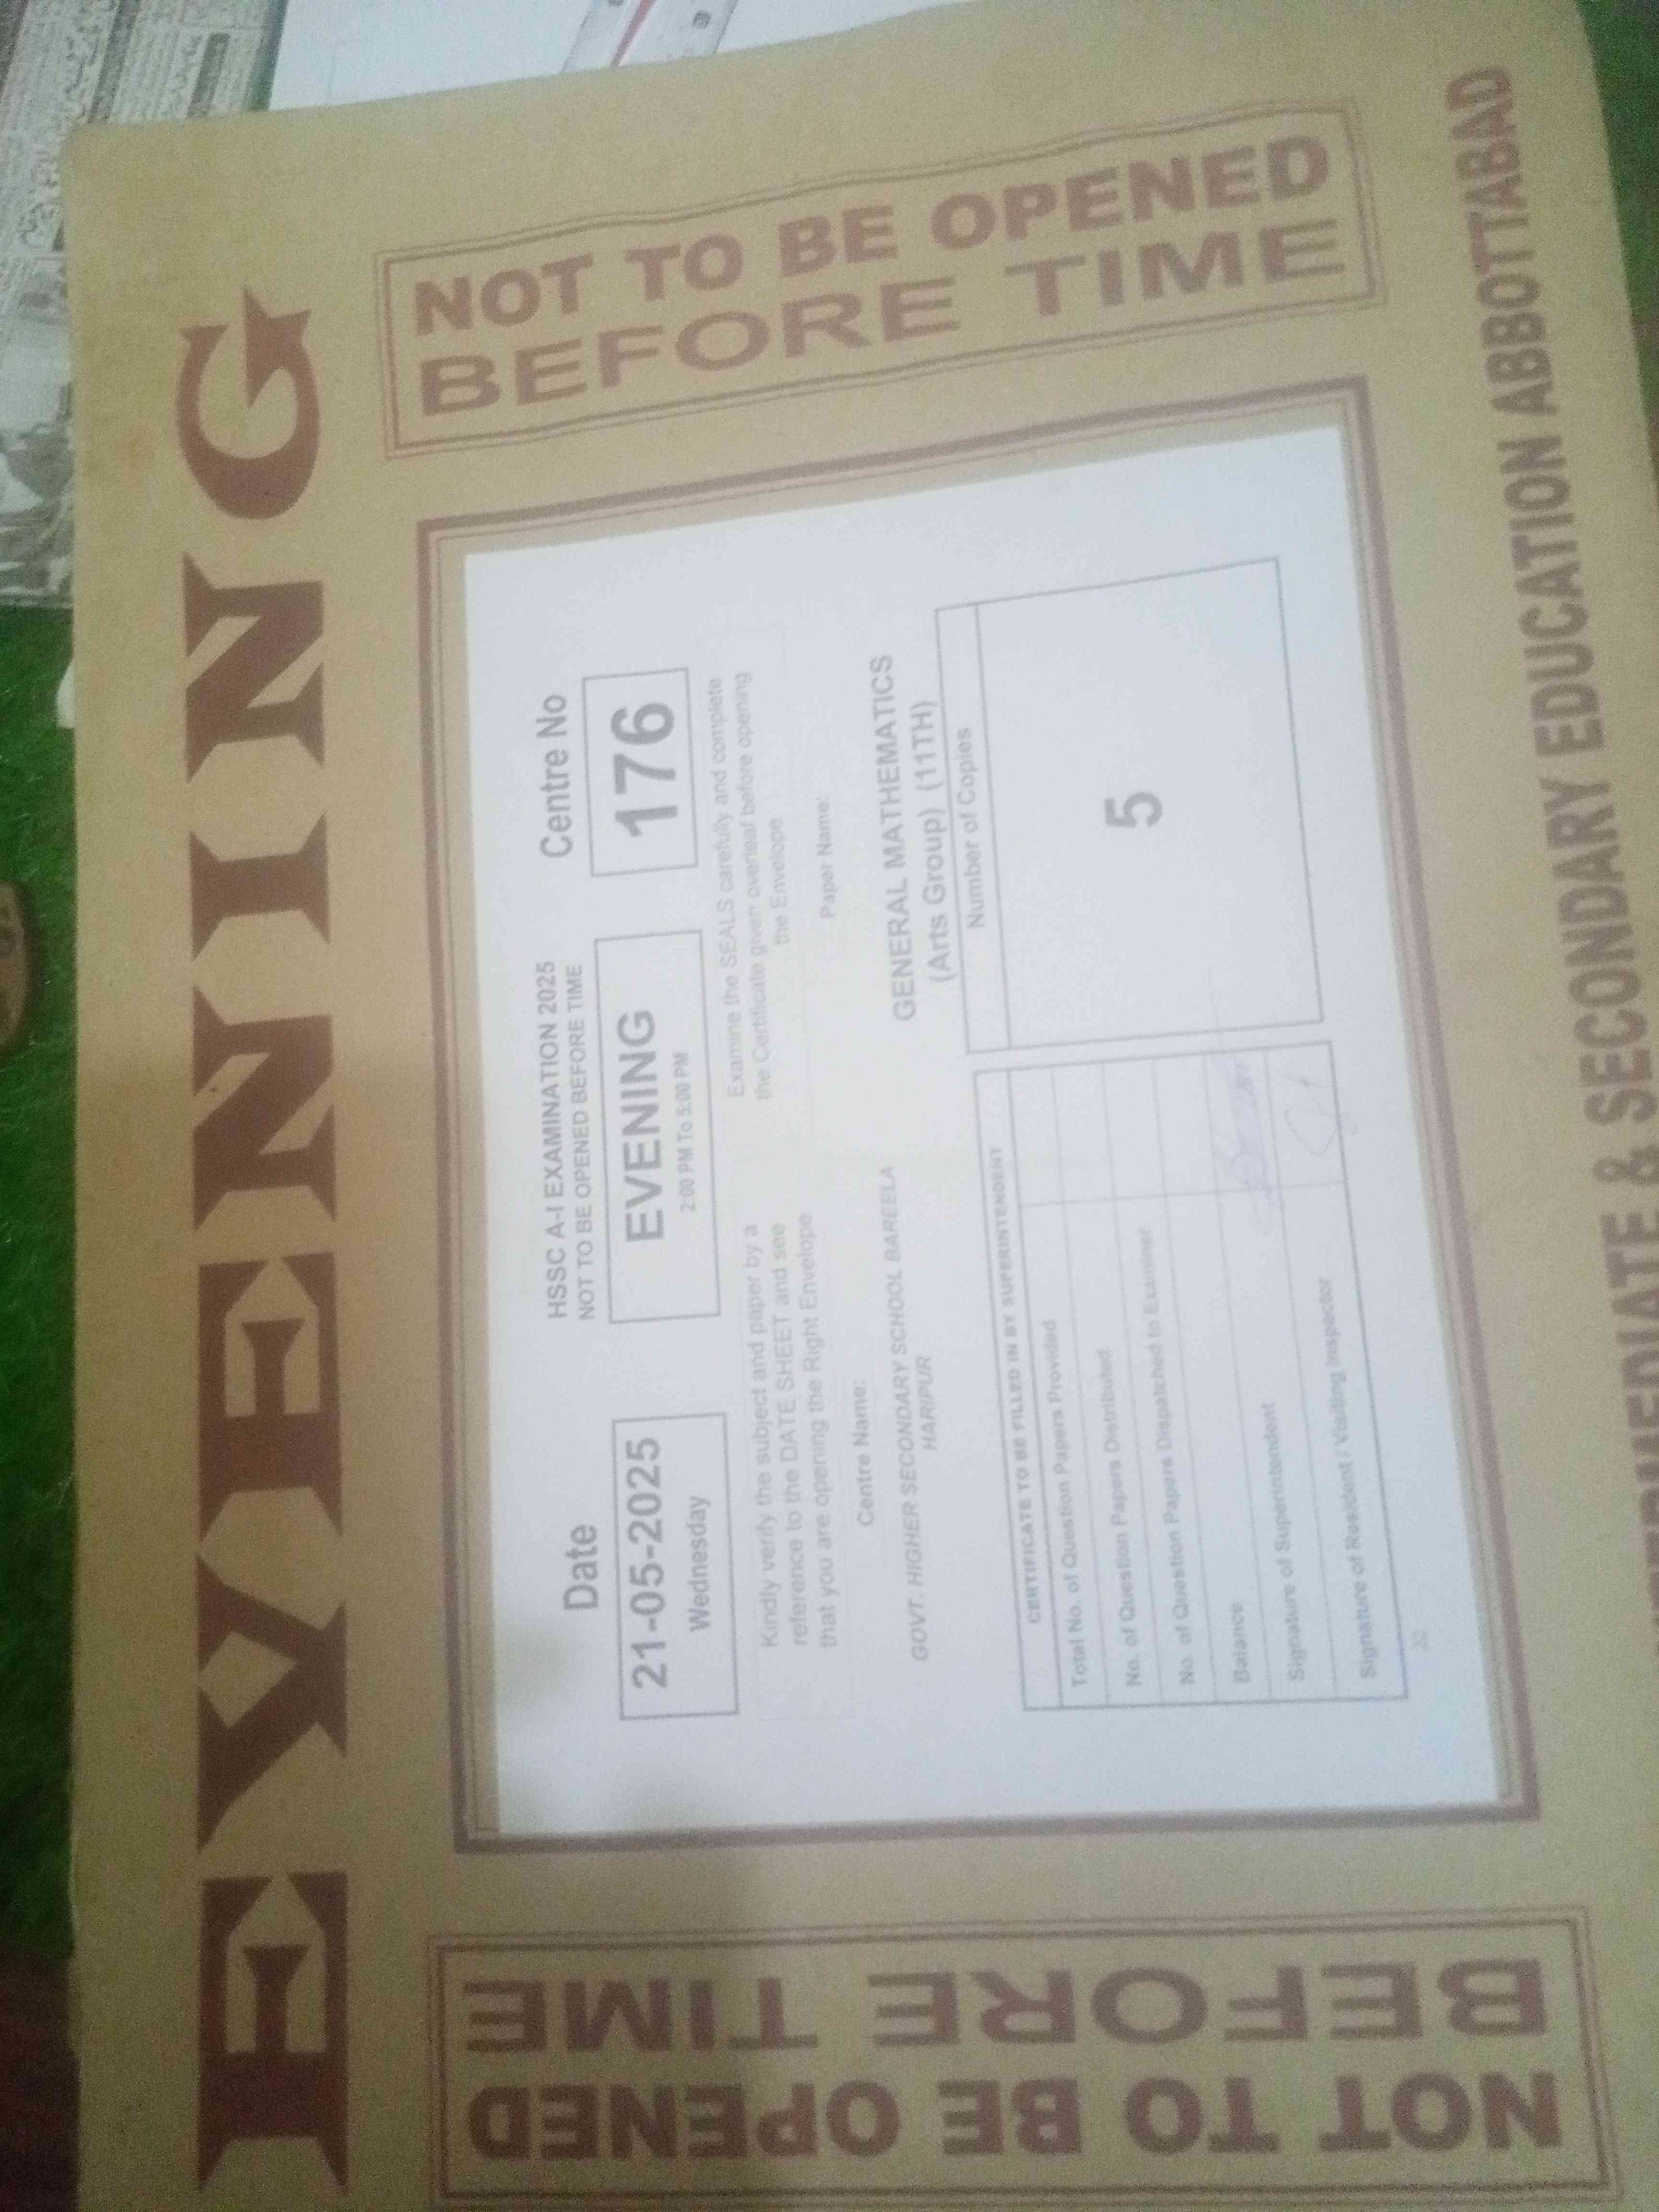 EVENING
NOT TO BE OPENED
BEFORE TIME
Date
21-05-2025
Wednesday
HSSC A-I EXAMINATION 2025
NOT TO BE OPENED BEFORE TIME
EVENING
2:00 PM To 5:00 PM
Centre No
176
Kindly verify the subject and paper by a
reference to the DATE SHEET and see
that you are opening the Right Envelope
Examine the SEALS carefully and complete
the Certificate given overleaf before opening
the Envelope
Centre Name:
GOVT. HIGHER SECONDARY SCHOOL BAREELA
HARIPUR
Paper Name:
GENERAL MATHEMATICS
(Arts Group) (11TH)
CERTIFICATE TO BE FILLED IN BY SUPERINTENDENT
Total No. of Question Papers Provided
No. of Question Papers Distributed
No. of Question Papers Dispatched to Examiner
Balance
Signature of Superintendent
Signature of Resident / Visiting Inspector
Number of Copies
5
22
NOT TO BE OPENED
BEFORE TIME
& SECONDARY EDUCATION ABBOTTABAD